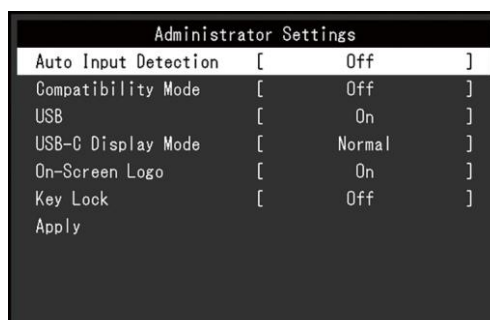 Administrator Settings
Auto Input Detection [ Off ]
Compatibility Mode [ Off ]
USB [ On ]
USB-C Display Mode [ Normal ]
On-Screen Logo [ On ]
Key Lock [ Off ]
Apply